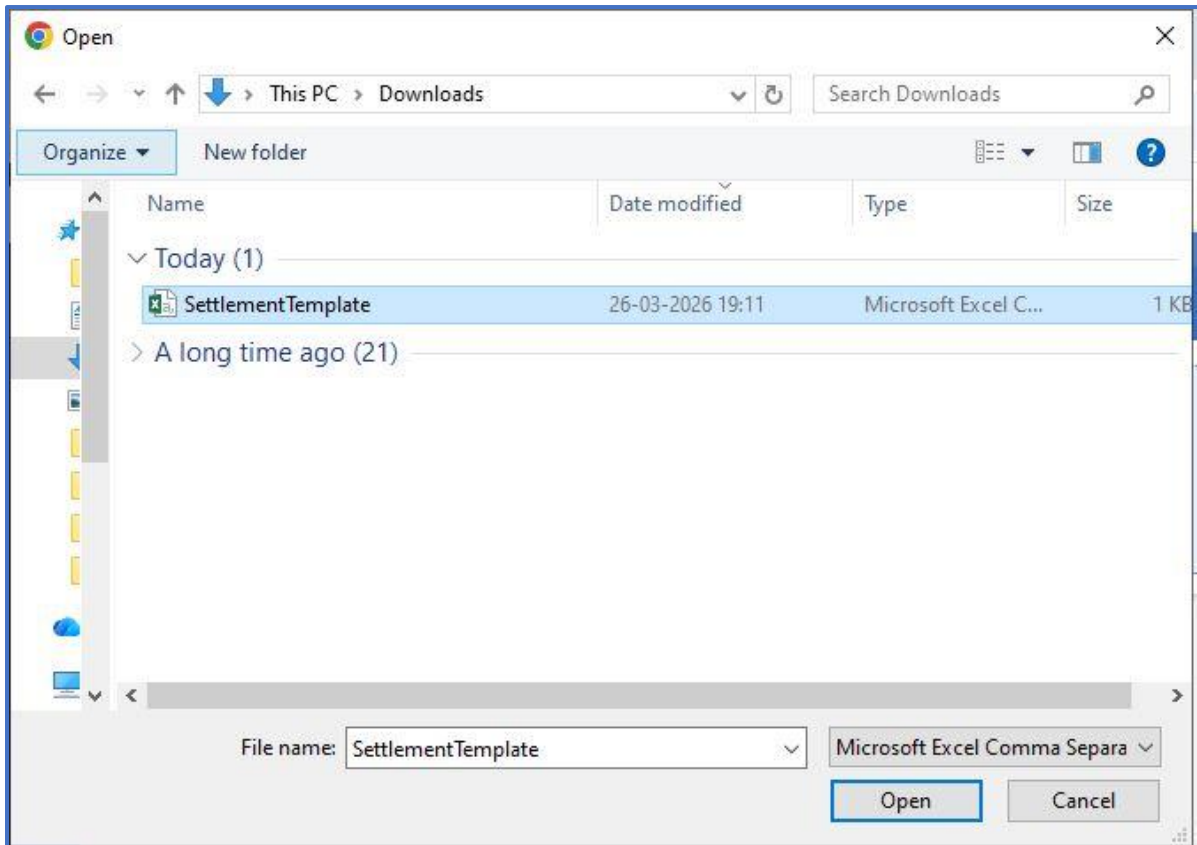 Open
This PC > Downloads
Search Downloads
Organize
New folder
?
Name Date modified Type Size
Today (1)
SettlementTemplate 26-03-2026 19:11 Microsoft Excel C... 1 KB
A long time ago (21)
File name: SettlementTemplate Microsoft Excel Comma Separa
Open Cancel